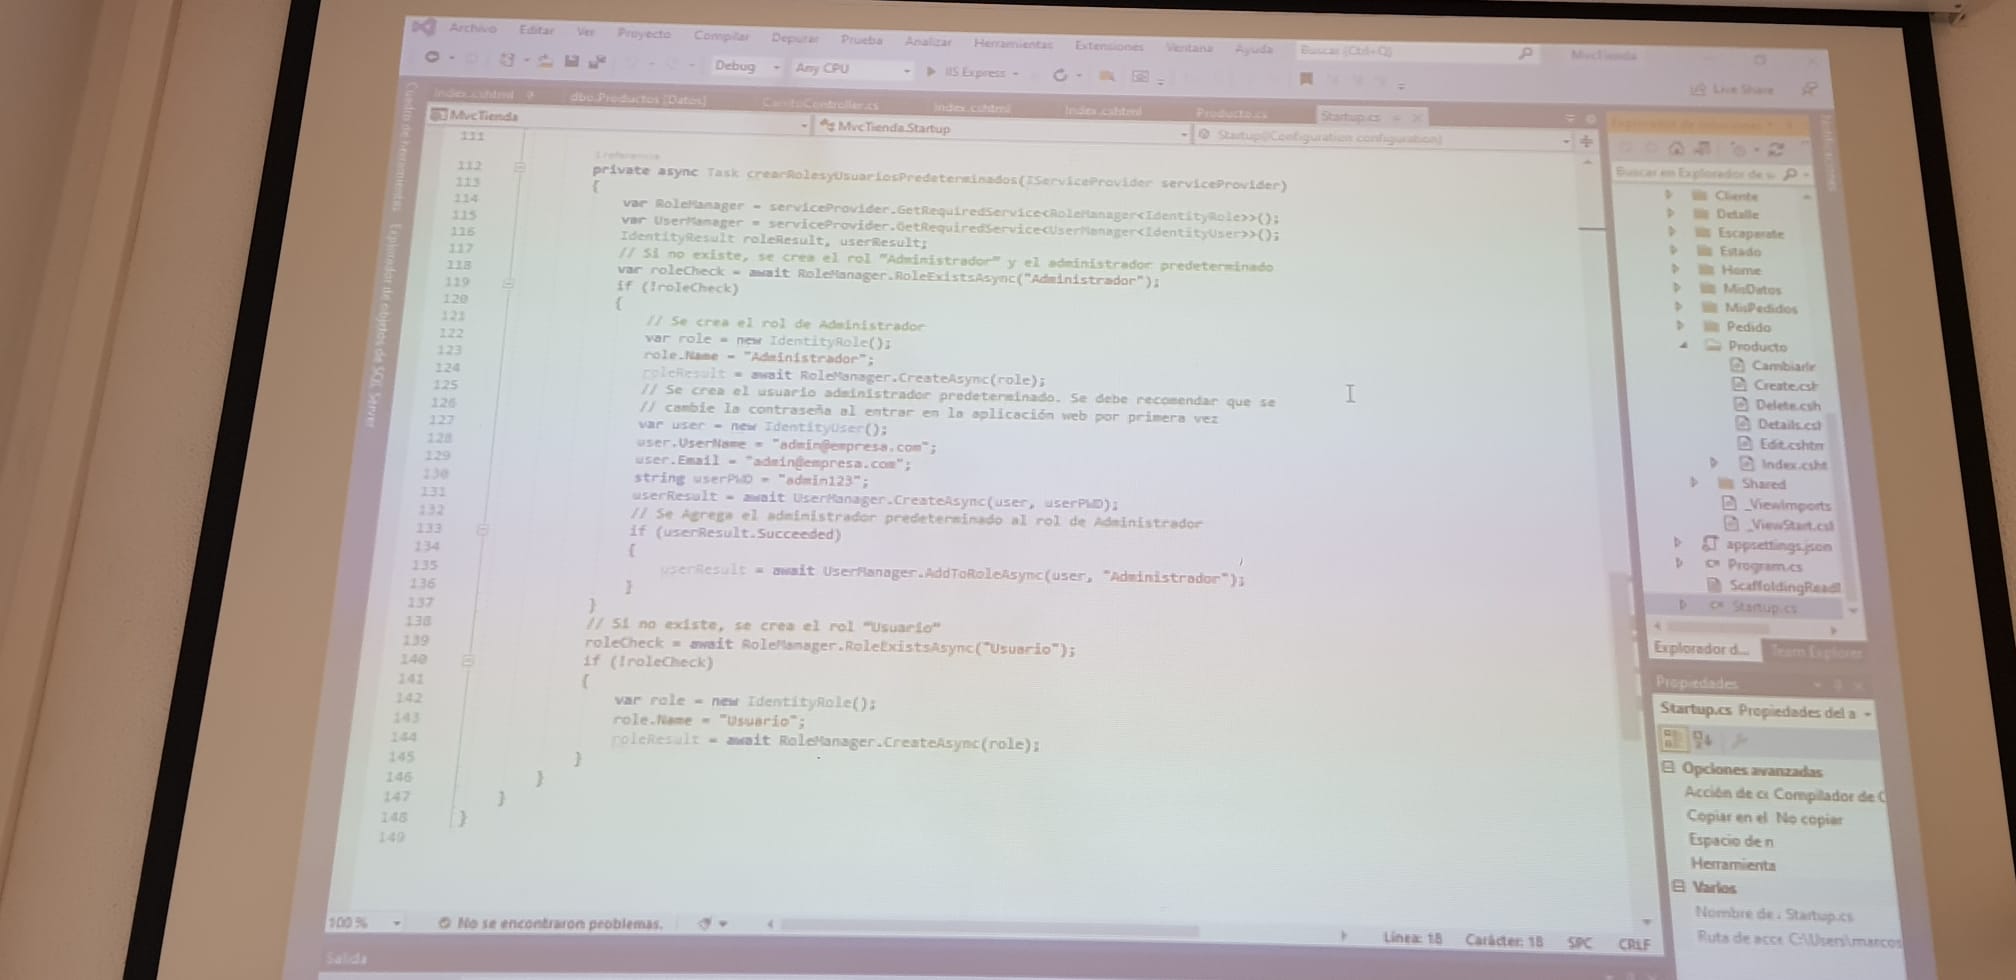 Archivo Editar Ver Proyecto Compilar Depurar Prueba Analizar Herramientas Extensiones Ventana Ayuda Buscar (Ctrl+Q) MvcTienda
Debug Any CPU IIS Express Live Share
Index.cshtml dbo.Productos [Datos] CarritoController.cs Index.cshtml Index.cshtml Producto.cs Startup.cs
MvcTienda MvcTienda.Startup Startup(IConfiguration configuration)
Cuadro de herramientas Explorador de objetos de SQL Server
111
1 referencia
112 private async Task crearRolesyUsuariosPredeterminados(IServiceProvider serviceProvider)
113 {
114 var RoleManager = serviceProvider.GetRequiredService<RoleManager<IdentityRole>>();
115 var UserManager = serviceProvider.GetRequiredService<UserManager<IdentityUser>>();
116 IdentityResult roleResult, userResult;
117 // Si no existe, se crea el rol "Administrador" y el administrador predeterminado
118 var roleCheck = await RoleManager.RoleExistsAsync("Administrador");
119 if (!roleCheck)
120 {
121 // Se crea el rol de Administrador
122 var role = new IdentityRole();
123 role.Name = "Administrador";
124 roleResult = await RoleManager.CreateAsync(role);
125 // Se crea el usuario administrador predeterminado. Se debe recomendar que se
126 // cambie la contraseña al entrar en la aplicación web por primera vez
127 var user = new IdentityUser();
128 user.UserName = "admin@empresa.com";
129 user.Email = "admin@empresa.com";
130 string userPWD = "admin123";
131 userResult = await UserManager.CreateAsync(user, userPWD);
132 // Se Agrega el administrador predeterminado al rol de Administrador
133 if (userResult.Succeeded)
134 {
135 userResult = await UserManager.AddToRoleAsync(user, "Administrador");
136 }
137 }
138 // Si no existe, se crea el rol "Usuario"
139 roleCheck = await RoleManager.RoleExistsAsync("Usuario");
140 if (!roleCheck)
141 {
142 var role = new IdentityRole();
143 role.Name = "Usuario";
144 roleResult = await RoleManager.CreateAsync(role);
145 }
146 }
147 }
148 }
149
100 % No se encontraron problemas. Línea: 18 Carácter: 18 SPC CRLF
Salida
Buscar en Explorador de s
Cliente
Detalle
Escaparate
Estado
Home
MisDatos
MisPedidos
Pedido
Producto
CambiarIr
Create.csh
Delete.csh
Details.csl
Edit.cshtm
Index.csht
Shared
_ViewImports
_ViewStart.csl
appsettings.json
Program.cs
ScaffoldingReadl
Startup.cs
Explorador d... Team Explorer
Propiedades
Startup.cs Propiedades del a
Opciones avanzadas
Acción de cc Compilador de C
Copiar en el No copiar
Espacio de n
Herramienta
Varios
Nombre de . Startup.cs
Ruta de acce C:\Users\marcos